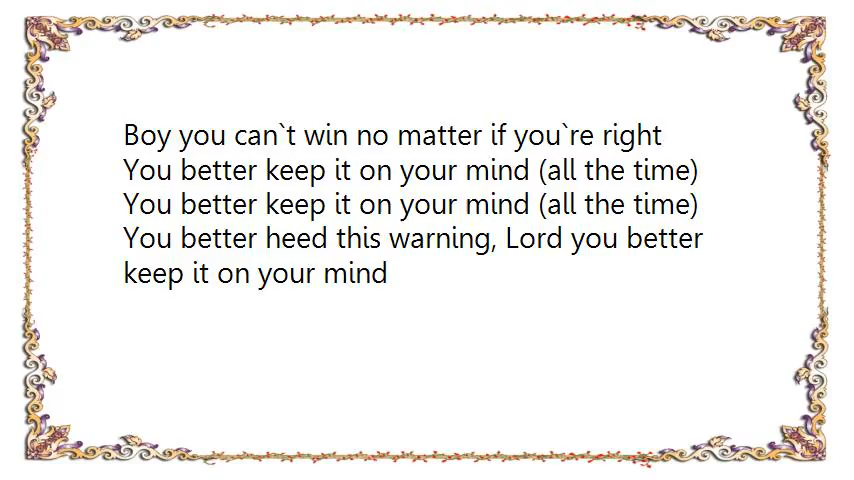 Boy you can`t win no matter if you`re right
You better keep it on your mind (all the time)
You better keep it on your mind (all the time)
You better heed this warning, Lord you better
keep it on your mind